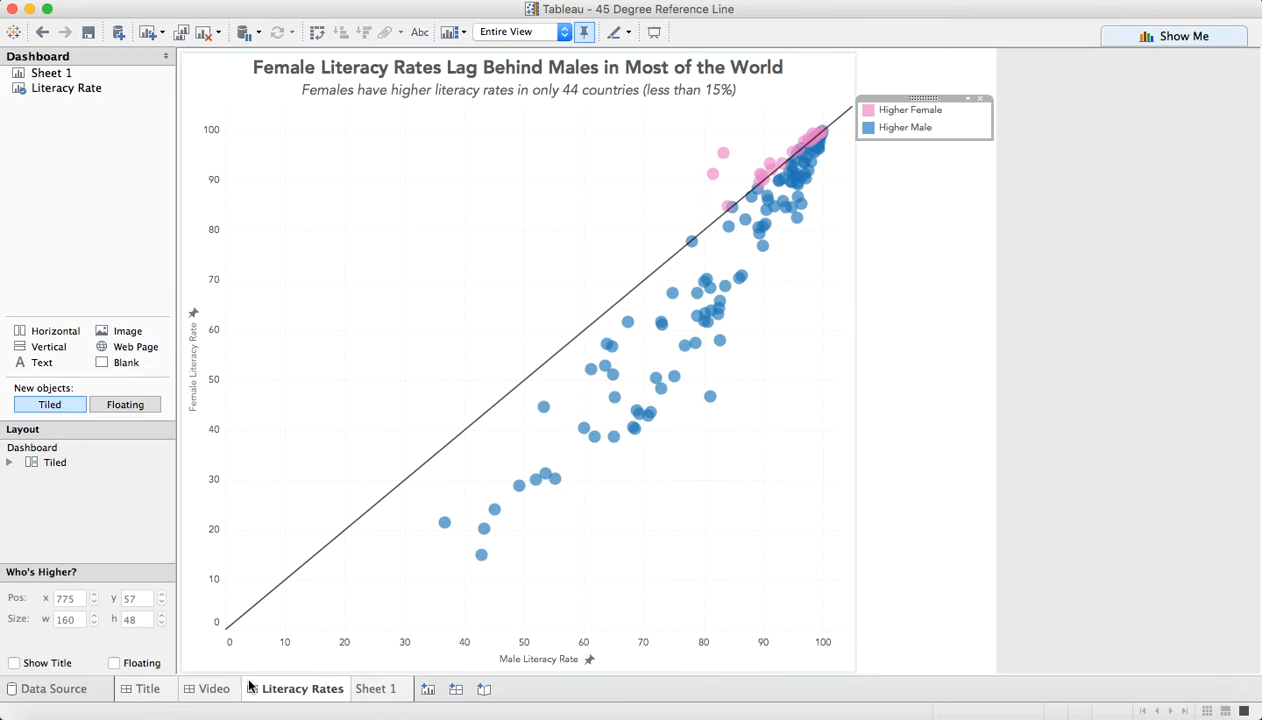 Tableau - 45 Degree Reference Line
Abc
Entire View
Show Me
Dashboard
Sheet 1
Literacy Rate
Horizontal
Image
Vertical
Web Page
A Text
Blank
New objects:
Tiled
Floating
Layout
Dashboard
Tiled
Who's Higher?
Pos: x 775 y 57
Size: w 160 h 48
Show Title
Floating
Female Literacy Rates Lag Behind Males in Most of the World
Females have higher literacy rates in only 44 countries (less than 15%)
Higher Female
Higher Male
Female Literacy Rate
100
90
80
70
60
50
40
30
20
10
0
0 10 20 30 40 50 60 70 80 90 100
Male Literacy Rate
Data Source
Title
Video
Literacy Rates
Sheet 1